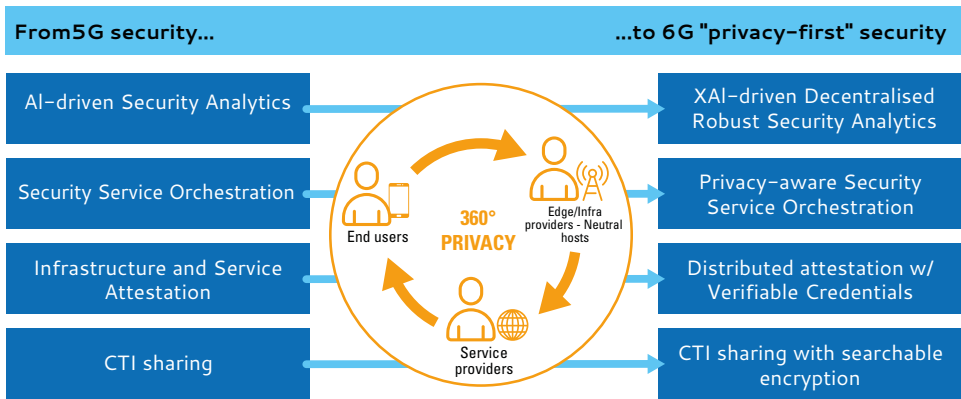 From5G security...
...to 6G "privacy-first" security
AI-driven Security Analytics
XAI-driven Decentralised
Robust Security Analytics
Security Service Orchestration
Privacy-aware Security
Service Orchestration
Infrastructure and Service
Attestation
Distributed attestation w/
Verifiable Credentials
CTI sharing
CTI sharing with searchable
encryption
End users
360°
PRIVACY
Edge/Infra
providers - Neutral
hosts
Service
providers